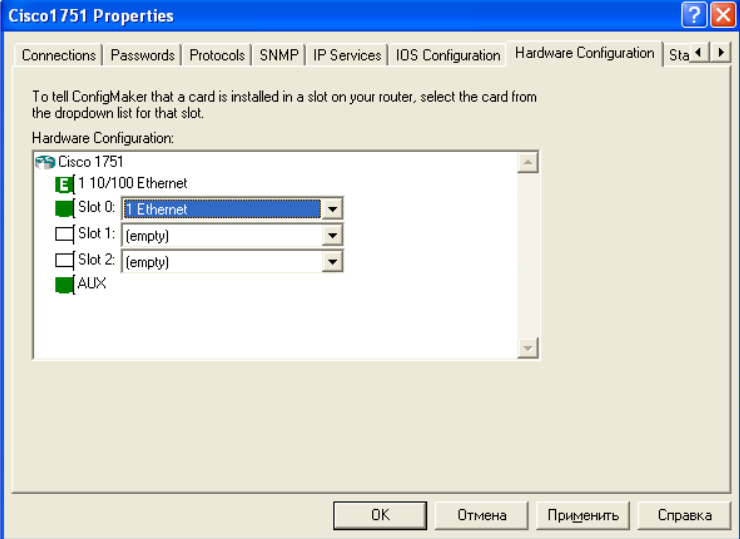 Cisco1751 Properties
Connections Passwords Protocols SNMP IP Services IOS Configuration Hardware Configuration Sta
To tell ConfigMaker that a card is installed in a slot on your router, select the card from
the dropdown list for that slot.
Hardware Configuration:
Cisco 1751
E 1 10/100 Ethernet
Slot 0: 1 Ethernet
Slot 1: (empty)
Slot 2: (empty)
AUX
OK Отмена Применить Справка